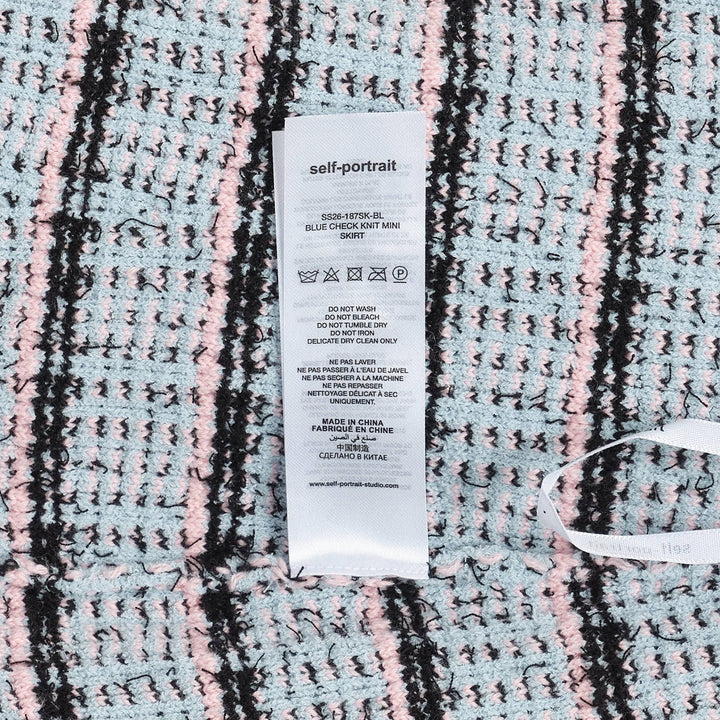 self-portrait
SS26-187SK-BL
BLUE CHECK KNIT MINI
SKIRT
DO NOT WASH
DO NOT BLEACH
DO NOT TUMBLE DRY
DO NOT IRON
DELICATE DRY CLEAN ONLY
NE PAS LAVER
NE PAS BLANCHIR A L'EAU DE JAVEL
NE PAS SECHER A LA MACHINE
NE PAS REPASSER
NETTOYAGE DÉLICAT À SEC
UNIQUEMENT.
MADE IN CHINA
FABRIQUÉ EN CHINE
صنع في الصين
中国制造
СДЕЛАНО В КИТАЕ
www.self-portrait-studio.com
self-portrait